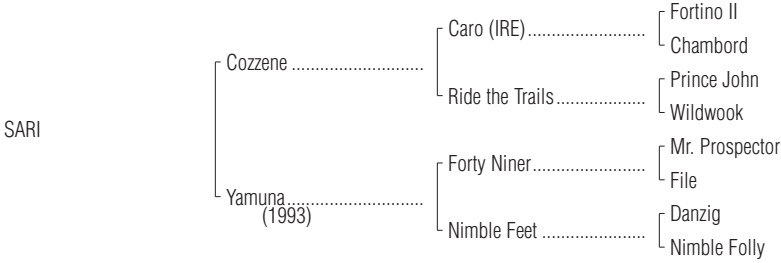 Fortino II
Caro (IRE)..........................
Chambord
Cozzene .............................
Prince John
Ride the Trails....................
Wildwook
SARI
Mr. Prospector
Forty Niner.........................
File
Yamuna..............................
(1993)
Danzig
Nimble Feet .......................
Nimble Folly